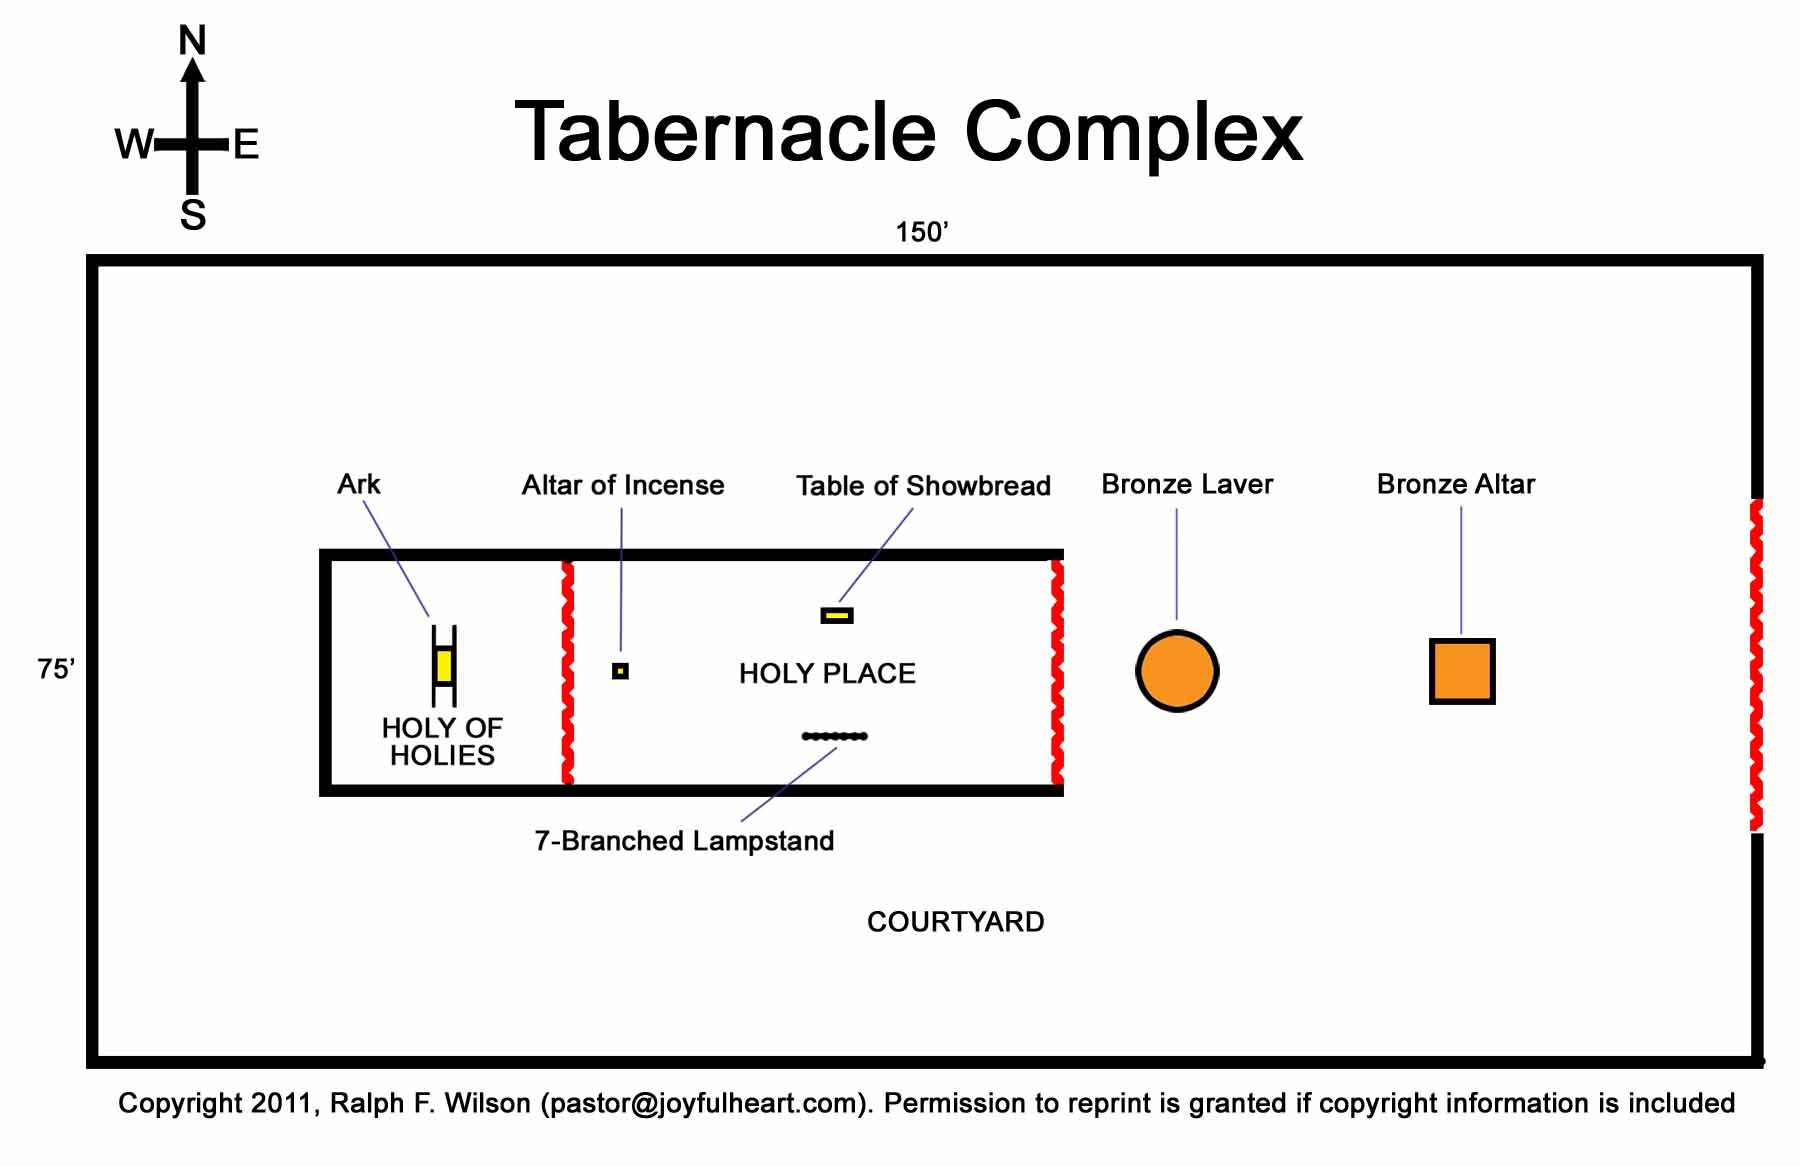 N
W E
S
Tabernacle Complex
150’
Ark
Altar of Incense
Table of Showbread
Bronze Laver
Bronze Altar
75’
HOLY PLACE
HOLY OF
HOLIES
7-Branched Lampstand
COURTYARD
Copyright 2011, Ralph F. Wilson (pastor@joyfulheart.com). Permission to reprint is granted if copyright information is included